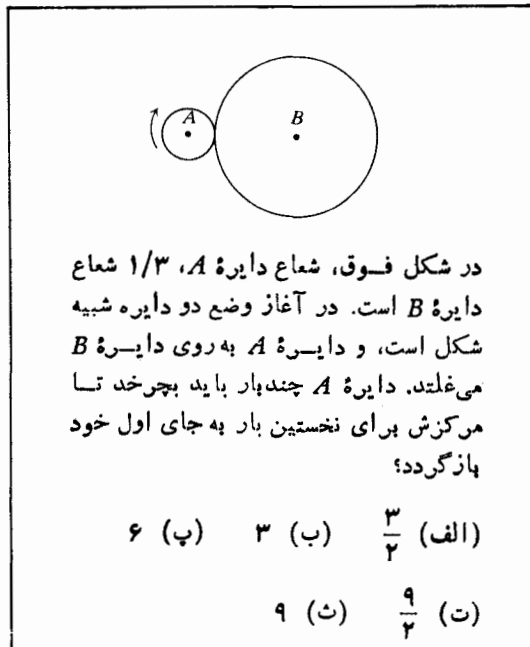 A B
در شکل فوق، شعاع دایرهٔ A، ۱/۳ شعاع
دایرهٔ B است. در آغاز وضع دو دایره شبیه
شکل است، و دایرهٔ A به روی دایرهٔ B
می‌غلتد. دایرهٔ A چندبار باید بچرخد تا
مرکزش برای نخستین بار به جای اول خود
بازگردد؟
(الف) ۳/۲ (ب) ۳ (پ) ۶
(ت) ۹/۲ (ث) ۹